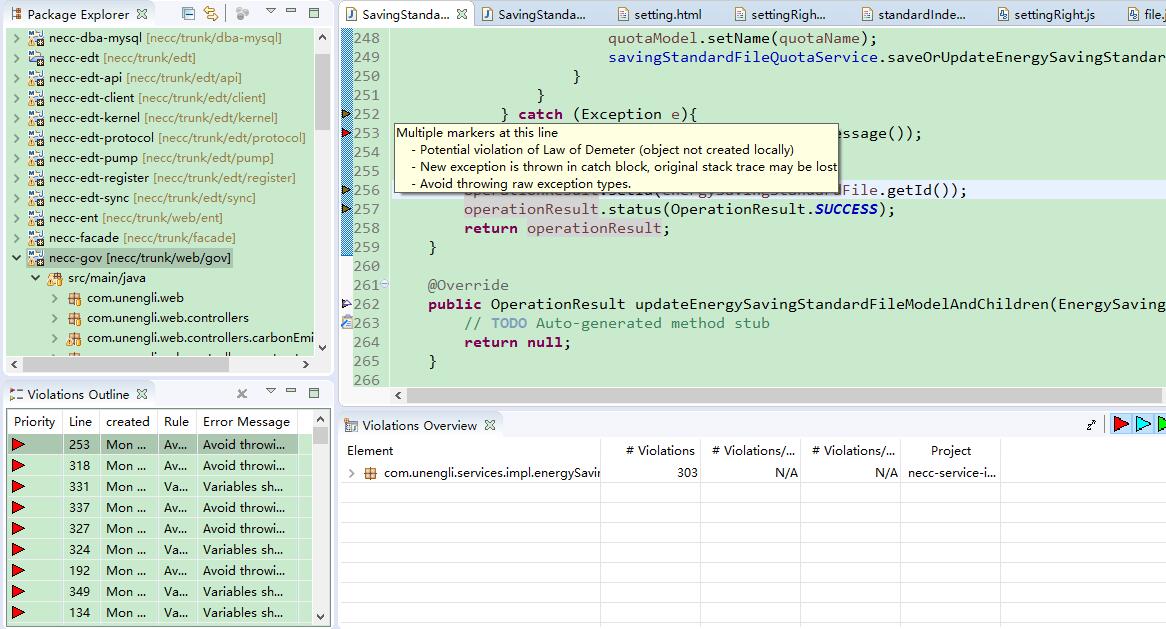 Package Explorer
necc-dba-mysql [necc/trunk/dba-mysql]
necc-edt [necc/trunk/edt]
necc-edt-api [necc/trunk/edt/api]
necc-edt-client [necc/trunk/edt/client]
necc-edt-kernel [necc/trunk/edt/kernel]
necc-edt-protocol [necc/trunk/edt/protocol]
necc-edt-pump [necc/trunk/edt/pump]
necc-edt-register [necc/trunk/edt/register]
necc-edt-sync [necc/trunk/edt/sync]
necc-ent [necc/trunk/web/ent]
necc-facade [necc/trunk/facade]
necc-gov [necc/trunk/web/gov]
src/main/java
com.unengli.web
com.unengli.web.controllers
com.unengli.web.controllers.carbonEmi
SavingStanda... SavingStanda... setting.html settingRigh... standardInde... settingRight.js file.j
248 quotaModel.setName(quotaName);
249 savingStandardFileQuotaService.saveOrUpdateEnergySavingStandar
250 }
251 }
252 } catch (Exception e){
253 essage());
Multiple markers at this line
- Potential violation of Law of Demeter (object not created locally)
- New exception is thrown in catch block, original stack trace may be lost
- Avoid throwing raw exception types.
254
255
256 File.getId());
257 operationResult.status(OperationResult.SUCCESS);
258 return operationResult;
259 }
260
261 @Override
262 public OperationResult updateEnergySavingStandardFileModelAndChildren(EnergySaving
263 // TODO Auto-generated method stub
264 return null;
265 }
266
Violations Outline
Priority Line created Rule Error Message
253 Mon ... Av... Avoid throwi...
318 Mon ... Av... Avoid throwi...
331 Mon ... Va... Variables sh...
337 Mon ... Av... Avoid throwi...
327 Mon ... Av... Avoid throwi...
324 Mon ... Va... Variables sh...
192 Mon ... Av... Avoid throwi...
349 Mon ... Va... Variables sh...
134 Mon ... Va... Variables sh...
Violations Overview
Element # Violations # Violations/... # Violations/... Project
com.unengli.services.impl.energySavin 303 N/A N/A necc-service-i...